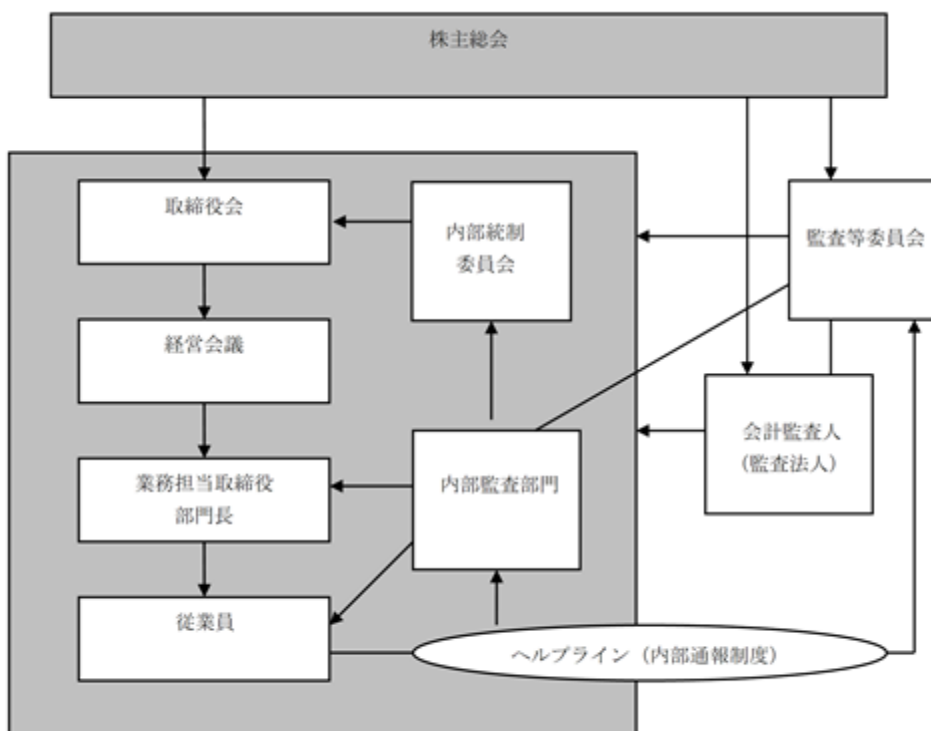 株主総会
取締役会
内部統制
委員会
監査等委員会
経営会議
会計監査人
(監査法人)
業務担当取締役
部門長
内部監査部門
従業員
ヘルプライン（内部通報制度）